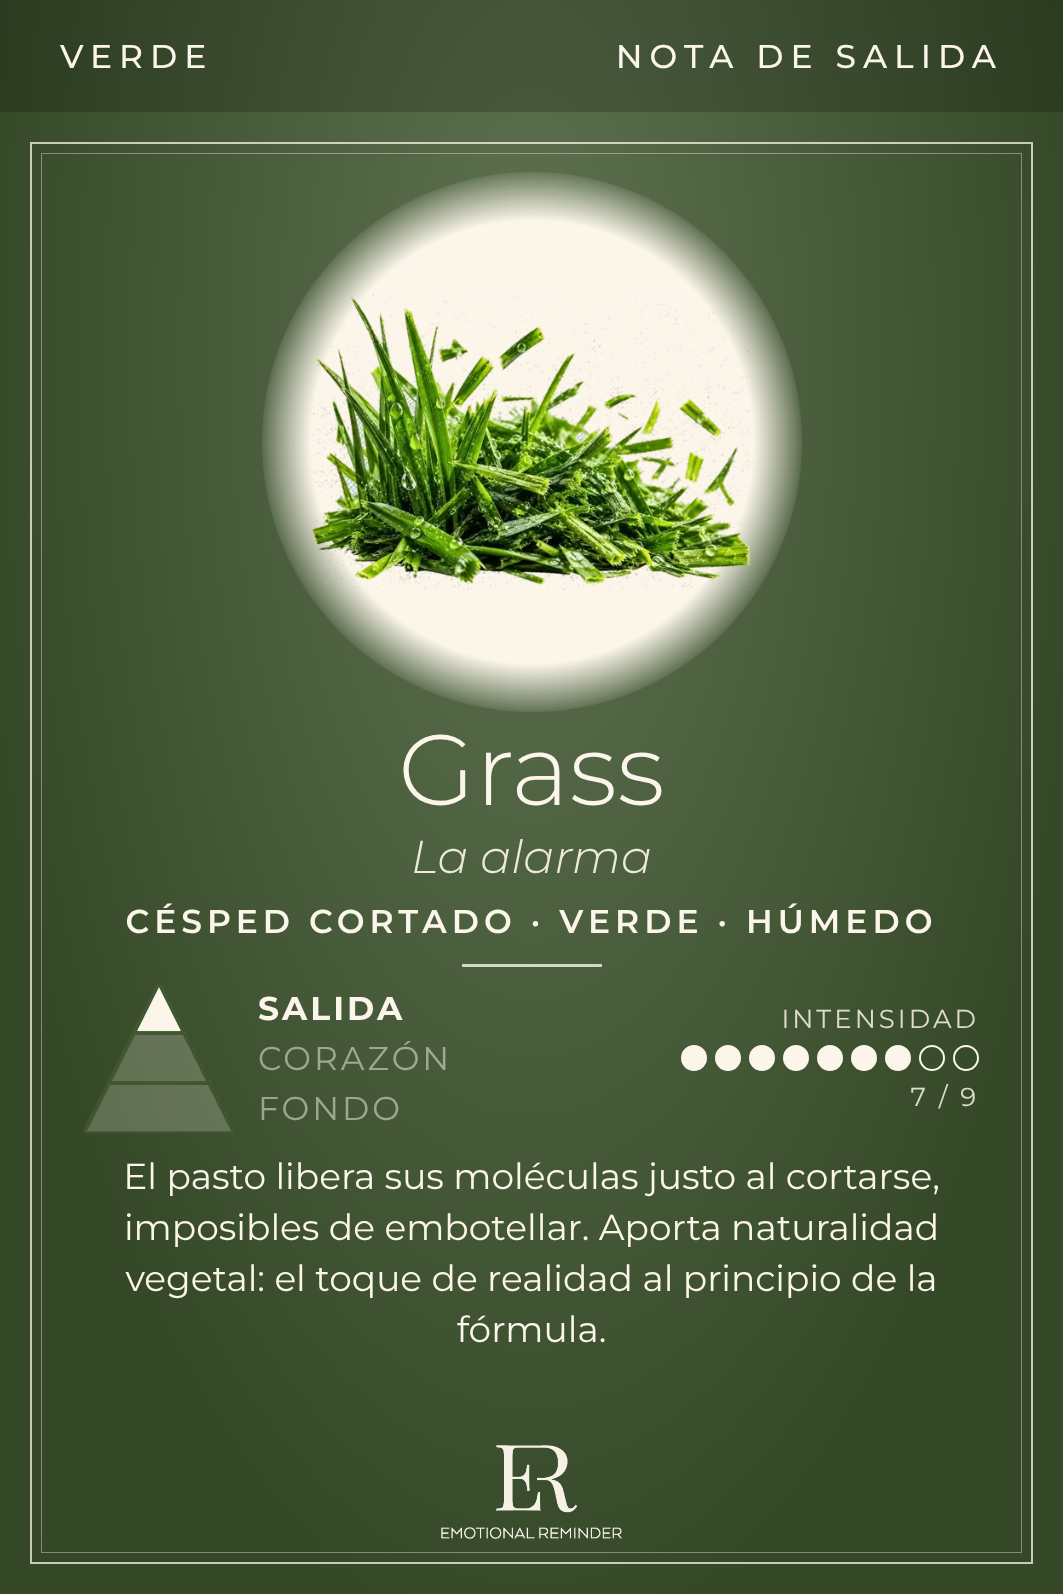 VERDE
NOTA DE SALIDA
Grass
La alarma
CÉSPED CORTADO · VERDE · HÚMEDO
SALIDA
CORAZÓN
FONDO
INTENSIDAD
7 / 9
El pasto libera sus moléculas justo al cortarse,
imposibles de embotellar. Aporta naturalidad
vegetal: el toque de realidad al principio de la
fórmula.
ER
EMOTIONAL REMINDER